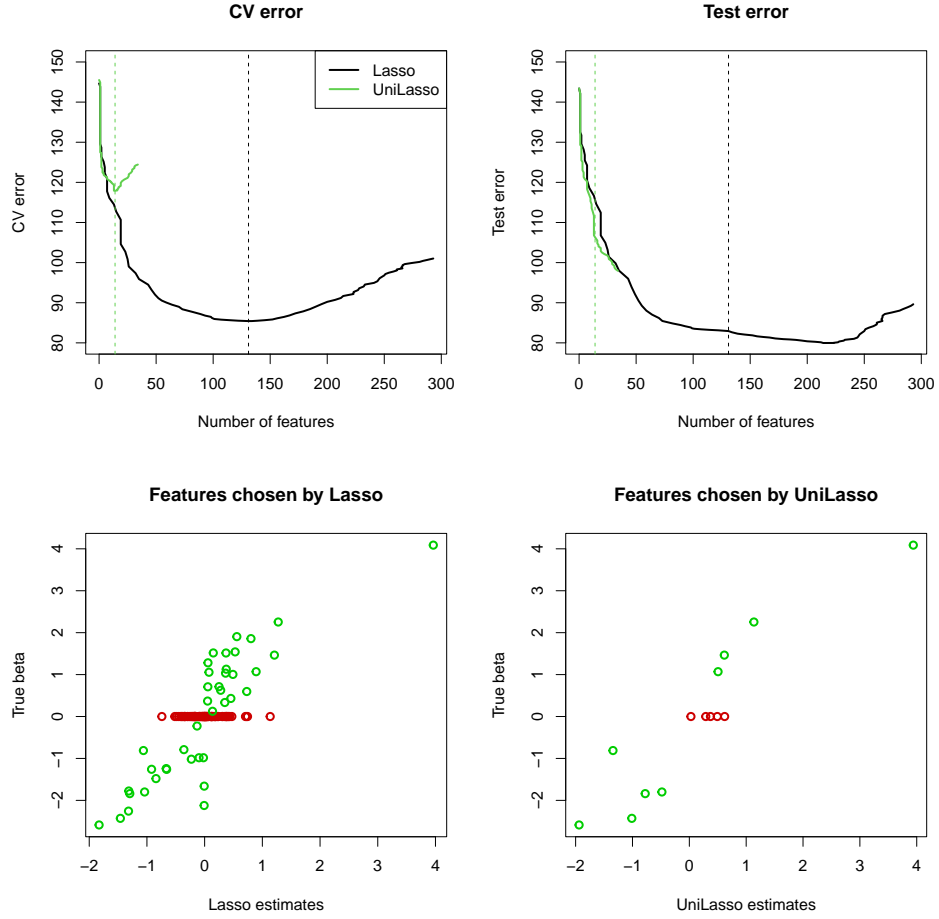 CV error
CV error
80 90 100 110 120 130 140 150
0 50 100 150 200 250 300
Number of features
Lasso
UniLasso
Test error
Test error
80 90 100 110 120 130 140 150
0 50 100 150 200 250 300
Number of features
Features chosen by Lasso
True beta
−2 −1 0 1 2 3 4
−2 −1 0 1 2 3 4
Lasso estimates
Features chosen by UniLasso
True beta
−2 −1 0 1 2 3 4
−2 −1 0 1 2 3 4
UniLasso estimates